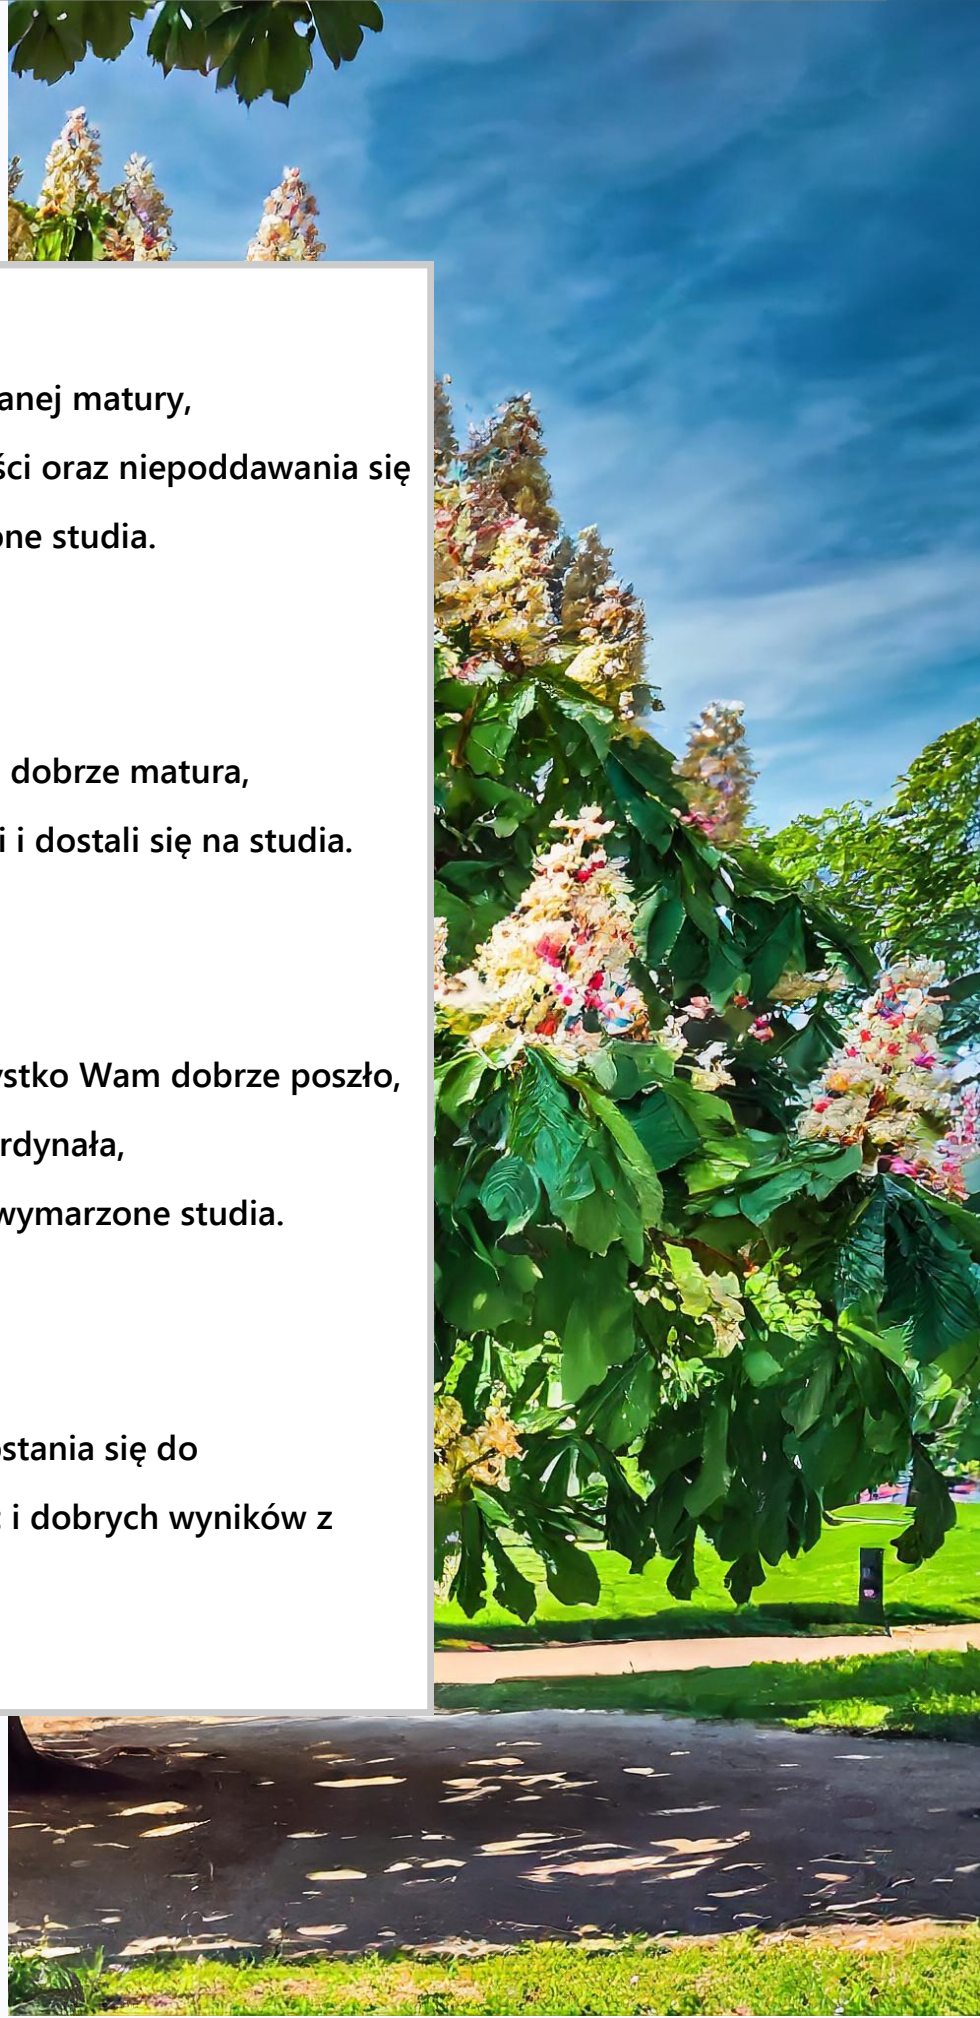 anej matury,
ści oraz niepoddawania się
one studia.
dobrze matura,
i i dostali się na studia.
ystko Wam dobrze poszło,
rdynała,
wymarzone studia.
ostania się do
i dobrych wyników z